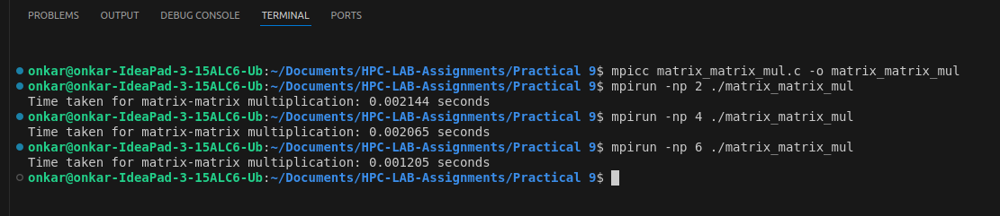 PROBLEMS OUTPUT DEBUG CONSOLE TERMINAL PORTS
onkar@onkar-IdeaPad-3-15ALC6-Ub:~/Documents/HPC-LAB-Assignments/Practical 9$ mpicc matrix_matrix_mul.c -o matrix_matrix_mul
onkar@onkar-IdeaPad-3-15ALC6-Ub:~/Documents/HPC-LAB-Assignments/Practical 9$ mpirun -np 2 ./matrix_matrix_mul
Time taken for matrix-matrix multiplication: 0.002144 seconds
onkar@onkar-IdeaPad-3-15ALC6-Ub:~/Documents/HPC-LAB-Assignments/Practical 9$ mpirun -np 4 ./matrix_matrix_mul
Time taken for matrix-matrix multiplication: 0.002065 seconds
onkar@onkar-IdeaPad-3-15ALC6-Ub:~/Documents/HPC-LAB-Assignments/Practical 9$ mpirun -np 6 ./matrix_matrix_mul
Time taken for matrix-matrix multiplication: 0.001205 seconds
onkar@onkar-IdeaPad-3-15ALC6-Ub:~/Documents/HPC-LAB-Assignments/Practical 9$